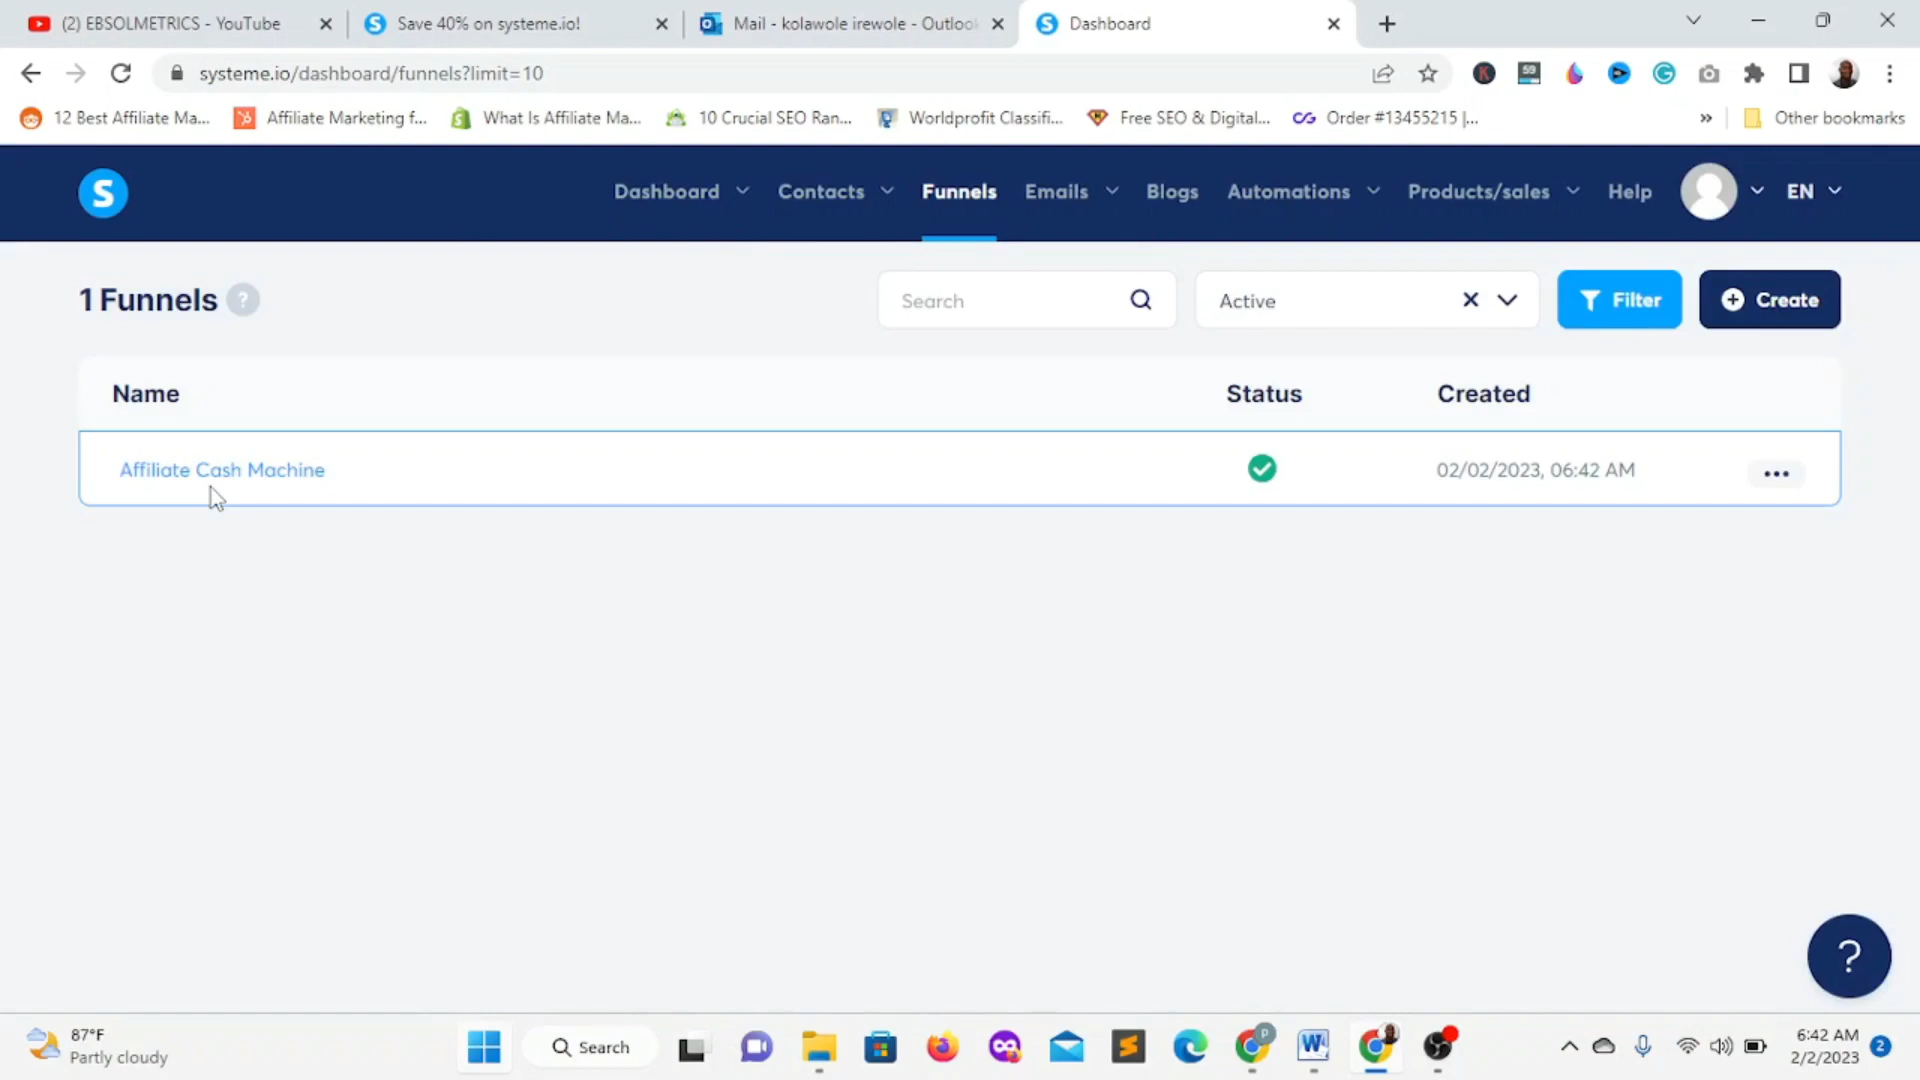 (2) EBSOLMETRICS - YouTube
Save 40% on systeme.io!
Mail - kolawole irewole - Outlook
Dashboard
systeme.io/dashboard/funnels?limit=10
59
12 Best Affiliate Ma...
Affiliate Marketing f...
What Is Affiliate Ma...
10 Crucial SEO Ran...
Worldprofit Classifi...
Free SEO & Digital...
Order #13455215 |...
» Other bookmarks
S
Dashboard
Contacts
Funnels
Emails
Blogs
Automations
Products/sales
Help
EN
1 Funnels ?
Search
Active
Filter
Create
Name
Status
Created
Affiliate Cash Machine
02/02/2023, 06:42 AM
?
87°F
Partly cloudy
Search
6:42 AM
2/2/2023
2